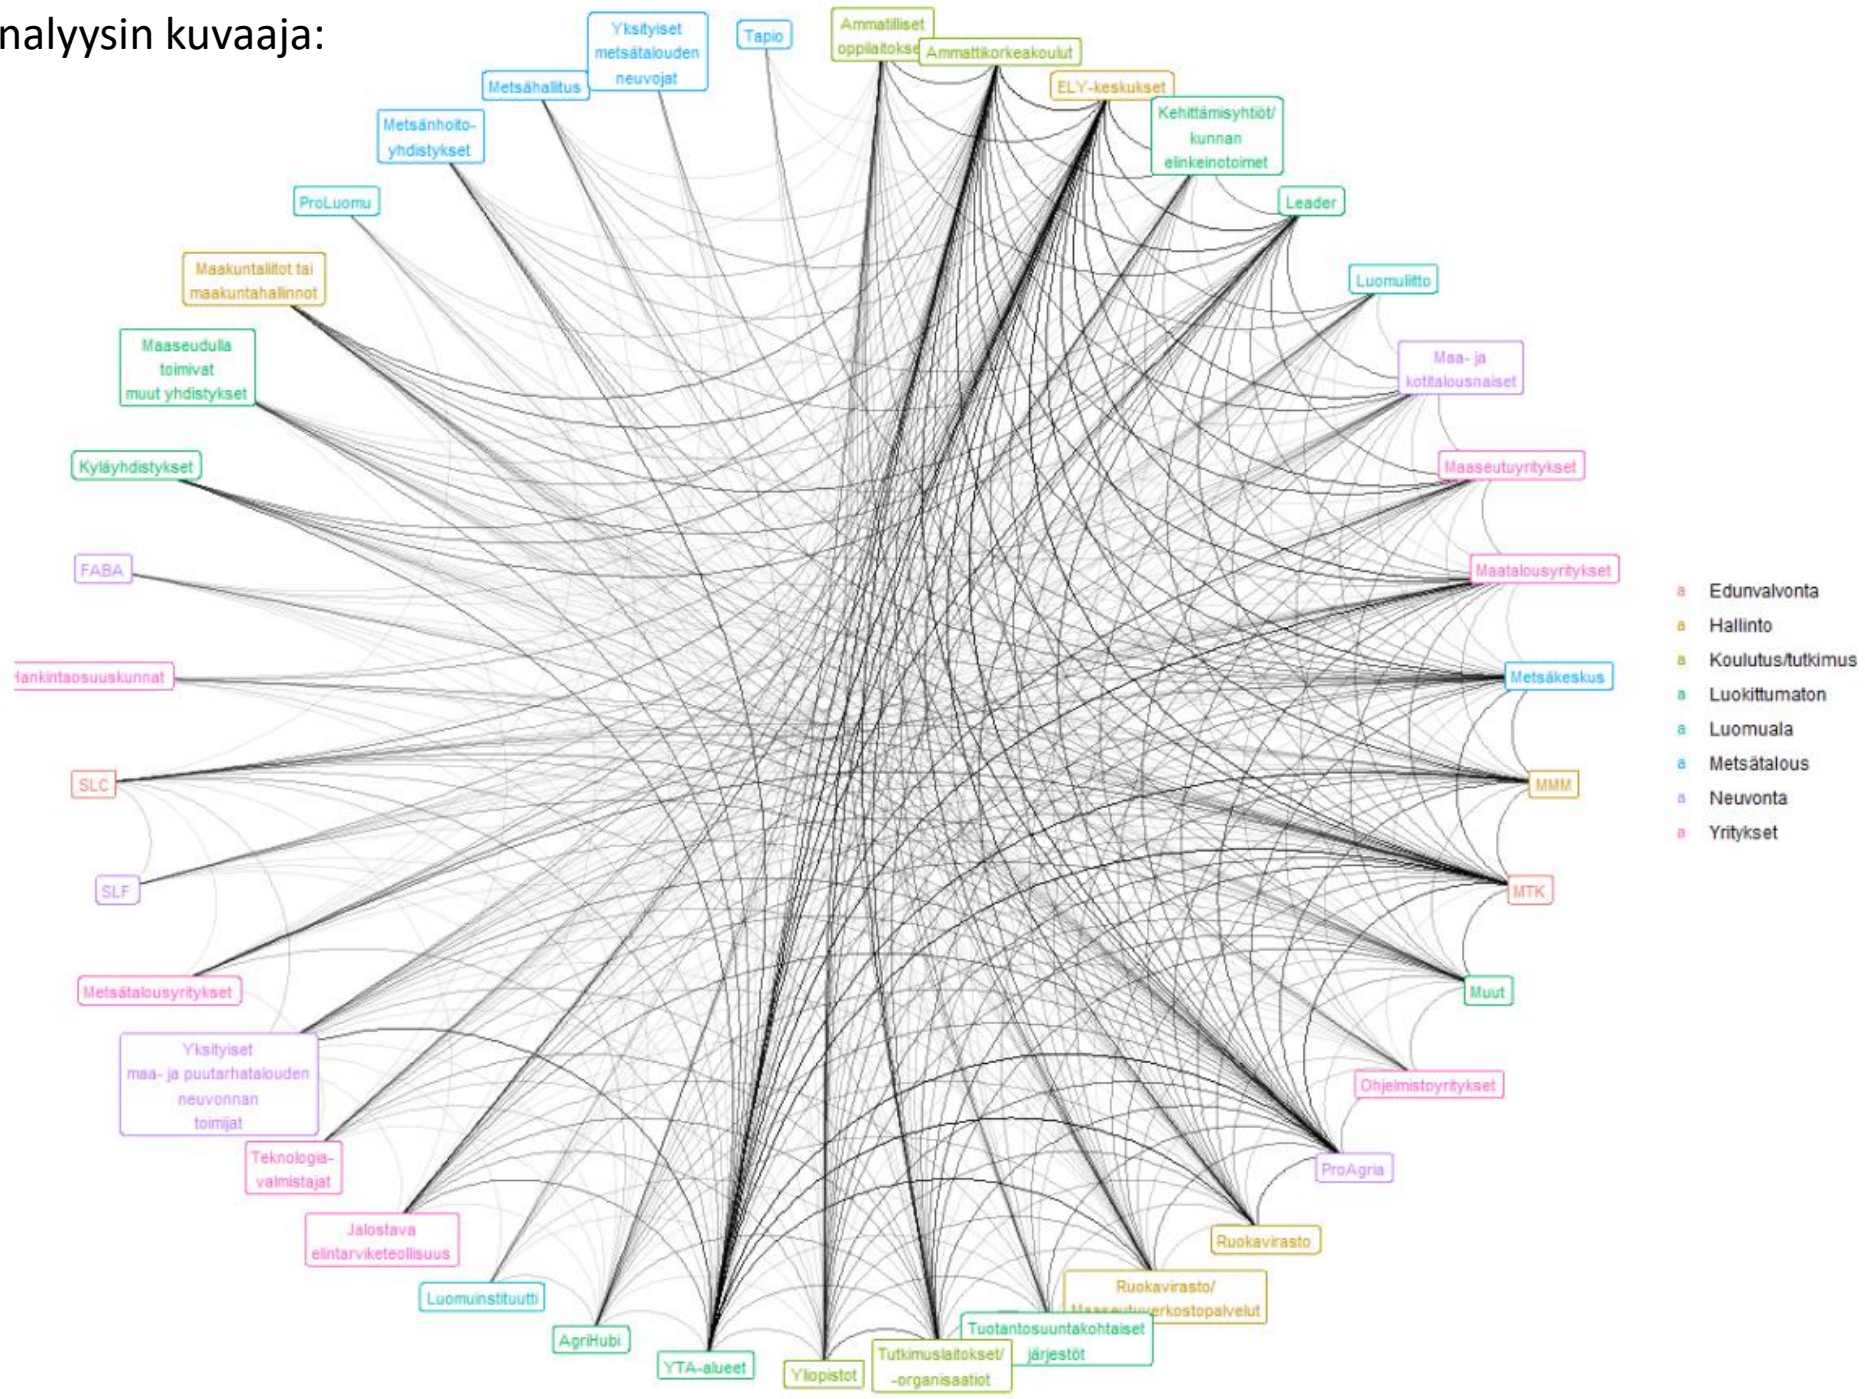 nalyysin kuvaaja:
Yksityiset
metsätalouden
neuvojat
Tapio
Ammatilliset
Ammattikorkeakoulut
ELY-keskukset
Kehittämisyhtiöt/
kunnan
elinkeinotoimet
Leader
Luomuliitto
Maa- ja
kotitalousnaiset
Maaseutuyritykset
Maatalousyritykset
Metsäkeskus
MMM
MTK
Muut
Ohjelmistoyritykset
ProAgria
Ruokavirasto
Ruokavirasto/
Maaseutuverkostopalvelut
Tuotantosuuntakohtaiset
järjestöt
Tutkimuslaitokset/
-organisaatiot
Yliopistot
YTA-alueet
AgriHubi
Luomuinstituutti
Jalostava
elintarviketeollisuus
Teknologia-
valmistajat
Yksityiset
maa- ja puutarhatalouden
neuvonnan
toimijat
Metsätalousyritykset
SLF
SLC
Hankintaosuuskunnat
FABA
Kyläyhdistykset
Maaseudulla
toimivat
muut yhdistykset
Maakuntaliitot tai
maakuntahallinnot
ProLuomu
Metsänhoito-
yhdistykset
Metsähallitus
a Edunvalvonta
a Hallinto
a Koulutus/tutkimus
a Luokittumaton
a Luomuala
a Metsätalous
a Neuvonta
a Yritykset